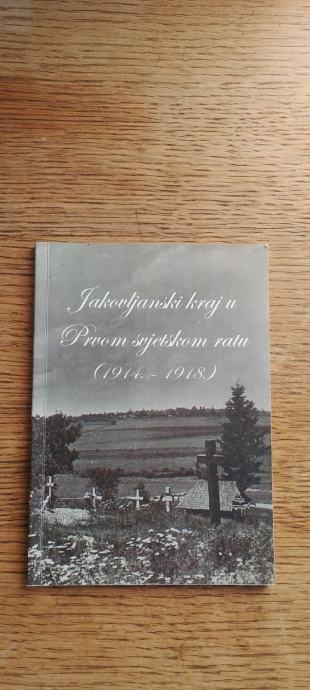 Jakovljanski kraj u
Prvom svjetskom ratu
(1914. - 1918.)